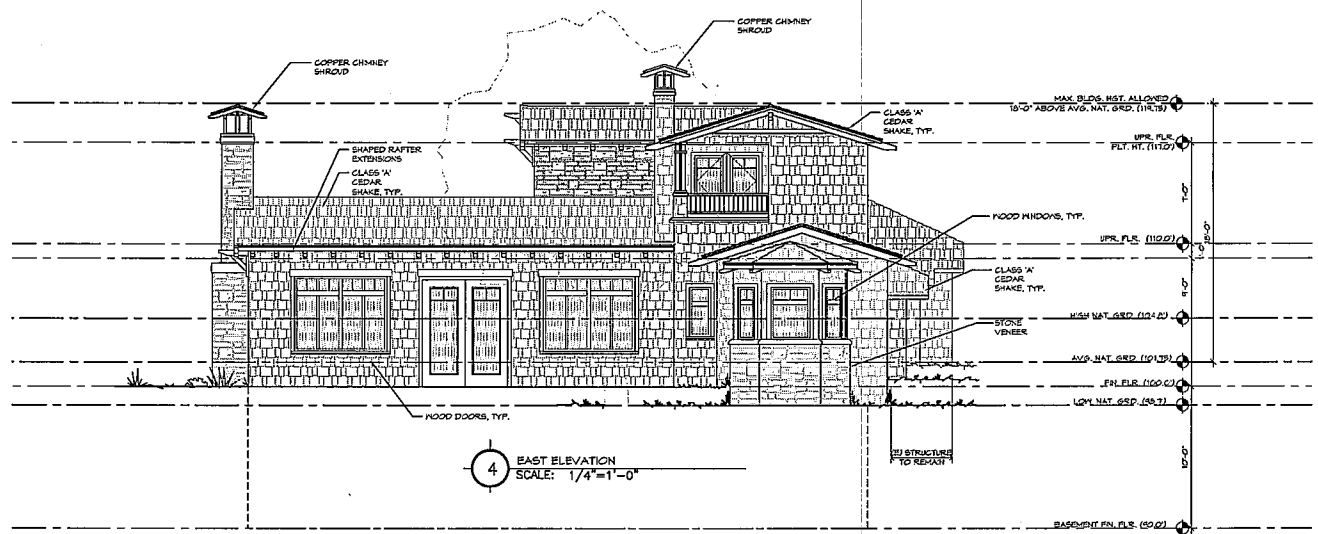 COPPER CHIMNEY
SHROUD
COPPER CHIMNEY
SHROUD
MAX. BLDG. HGT. ALLOWED
18'-0" ABOVE AVG. NAT. GRD. (119.75)
CLASS 'A'
CEDAR
SHAKE, TYP.
UPR. FLR.
PLT. HT. (117.0')
SHAPED RAFTER
EXTENSIONS
CLASS 'A'
CEDAR
SHAKE, TYP.
7'-0"
WOOD WINDOWS, TYP.
UPR. FLR. (110.0')
18'-0"
CLASS 'A'
CEDAR
SHAKE, TYP.
9'-0"
HIGH NAT. GRD.
STONE
VENEER
AVG. NAT. GRD. (101.75)
FIN. FLR. (100.0')
LOW NAT. GRD.
WOOD DOORS, TYP.
4
EAST ELEVATION
SCALE: 1/4"=1'-0"
(E) STRUCTURE
TO REMAIN
10'-0"
BASEMENT FIN. FLR. (90.0')